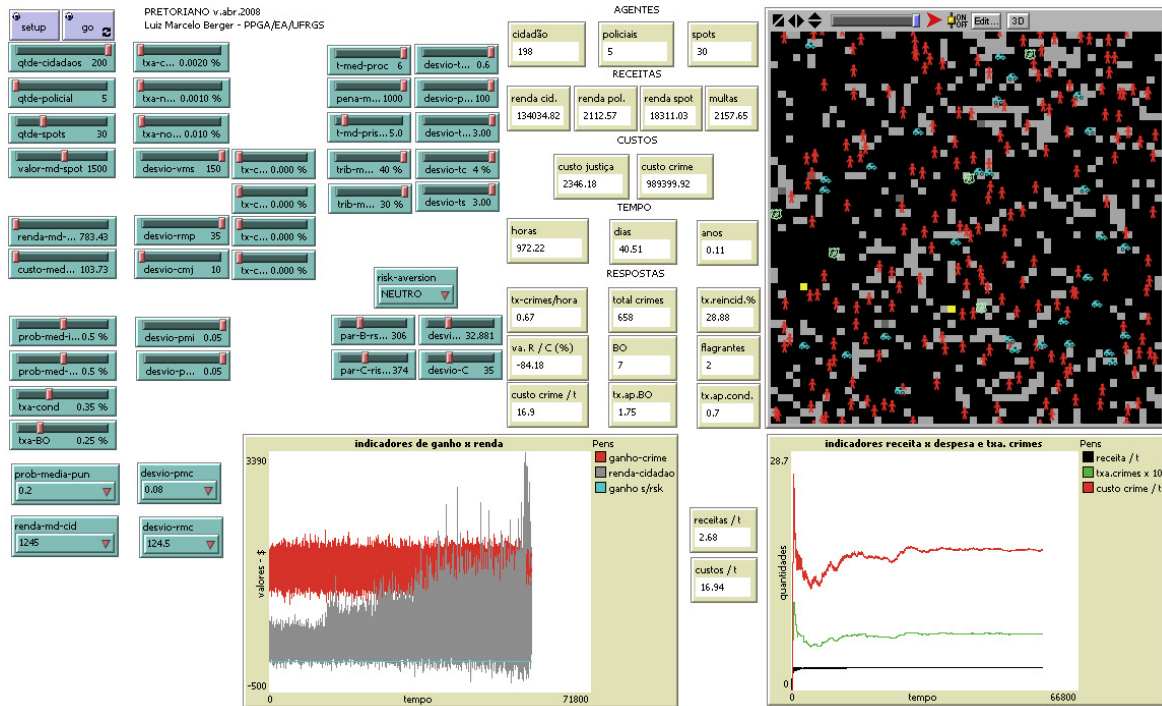 PRETORIANO v.abr.2008
Luiz Marcelo Berger - PPGA/EA/UFRGS
setup
go
qtde-cidadaos 200
txa-c... 0.0020 %
t-med-proc 6
desvio-t... 0.6
qtde-policial 5
txa-n... 0.0010 %
pena-m... 1000
desvio-p... 100
qtde-spots 30
txa-no... 0.010 %
t-md-pris... 5.0
desvio-t... 3.00
valor-md-spot 1500
desvio-vms 150
tx-c... 0.000 %
trib-m... 40 %
desvio-tc 4 %
tx-c... 0.000 %
trib-m... 30 %
desvio-ts 3.00
renda-md-... 783.43
desvio-rmp 35
tx-c... 0.000 %
custo-med... 103.73
desvio-cmj 10
tx-c... 0.000 %
risk-aversion
NEUTRO
prob-med-i... 0.5 %
desvio-pmi 0.05
par-B-rs... 306
desvi... 32.881
prob-med-... 0.5 %
desvio-p... 0.05
par-C-ris... 374
desvio-C 35
txa-cond 0.35 %
txa-BO 0.25 %
prob-media-pun
0.2
desvio-pmc
0.08
renda-md-cid
1245
desvio-rmc
124.5
AGENTES
cidadão
198
policiais
5
spots
30
RECEITAS
renda cid.
134034.82
renda pol.
2112.57
renda spot
18311.03
multas
2157.65
CUSTOS
custo justiça
2346.18
custo crime
989399.92
TEMPO
horas
972.22
dias
40.51
anos
0.11
RESPOSTAS
tx-crimes/hora
0.67
total crimes
658
tx.reincid.%
28.88
va. R / C (%)
-84.18
BO
7
flagrantes
2
custo crime / t
16.9
tx.ap.BO
1.75
tx.ap.cond.
0.7
ON
OFF
Edit...
3D
indicadores de ganho x renda
3390
valores - $
-500
0
tempo
71800
Pens
ganho-crime
renda-cidadao
ganho s/rsk
receitas / t
2.68
custos / t
16.94
indicadores receita x despesa e txa. crimes
28.7
quantidades
0
0
tempo
66800
Pens
receita / t
txa.crimes x 10
custo crime / t